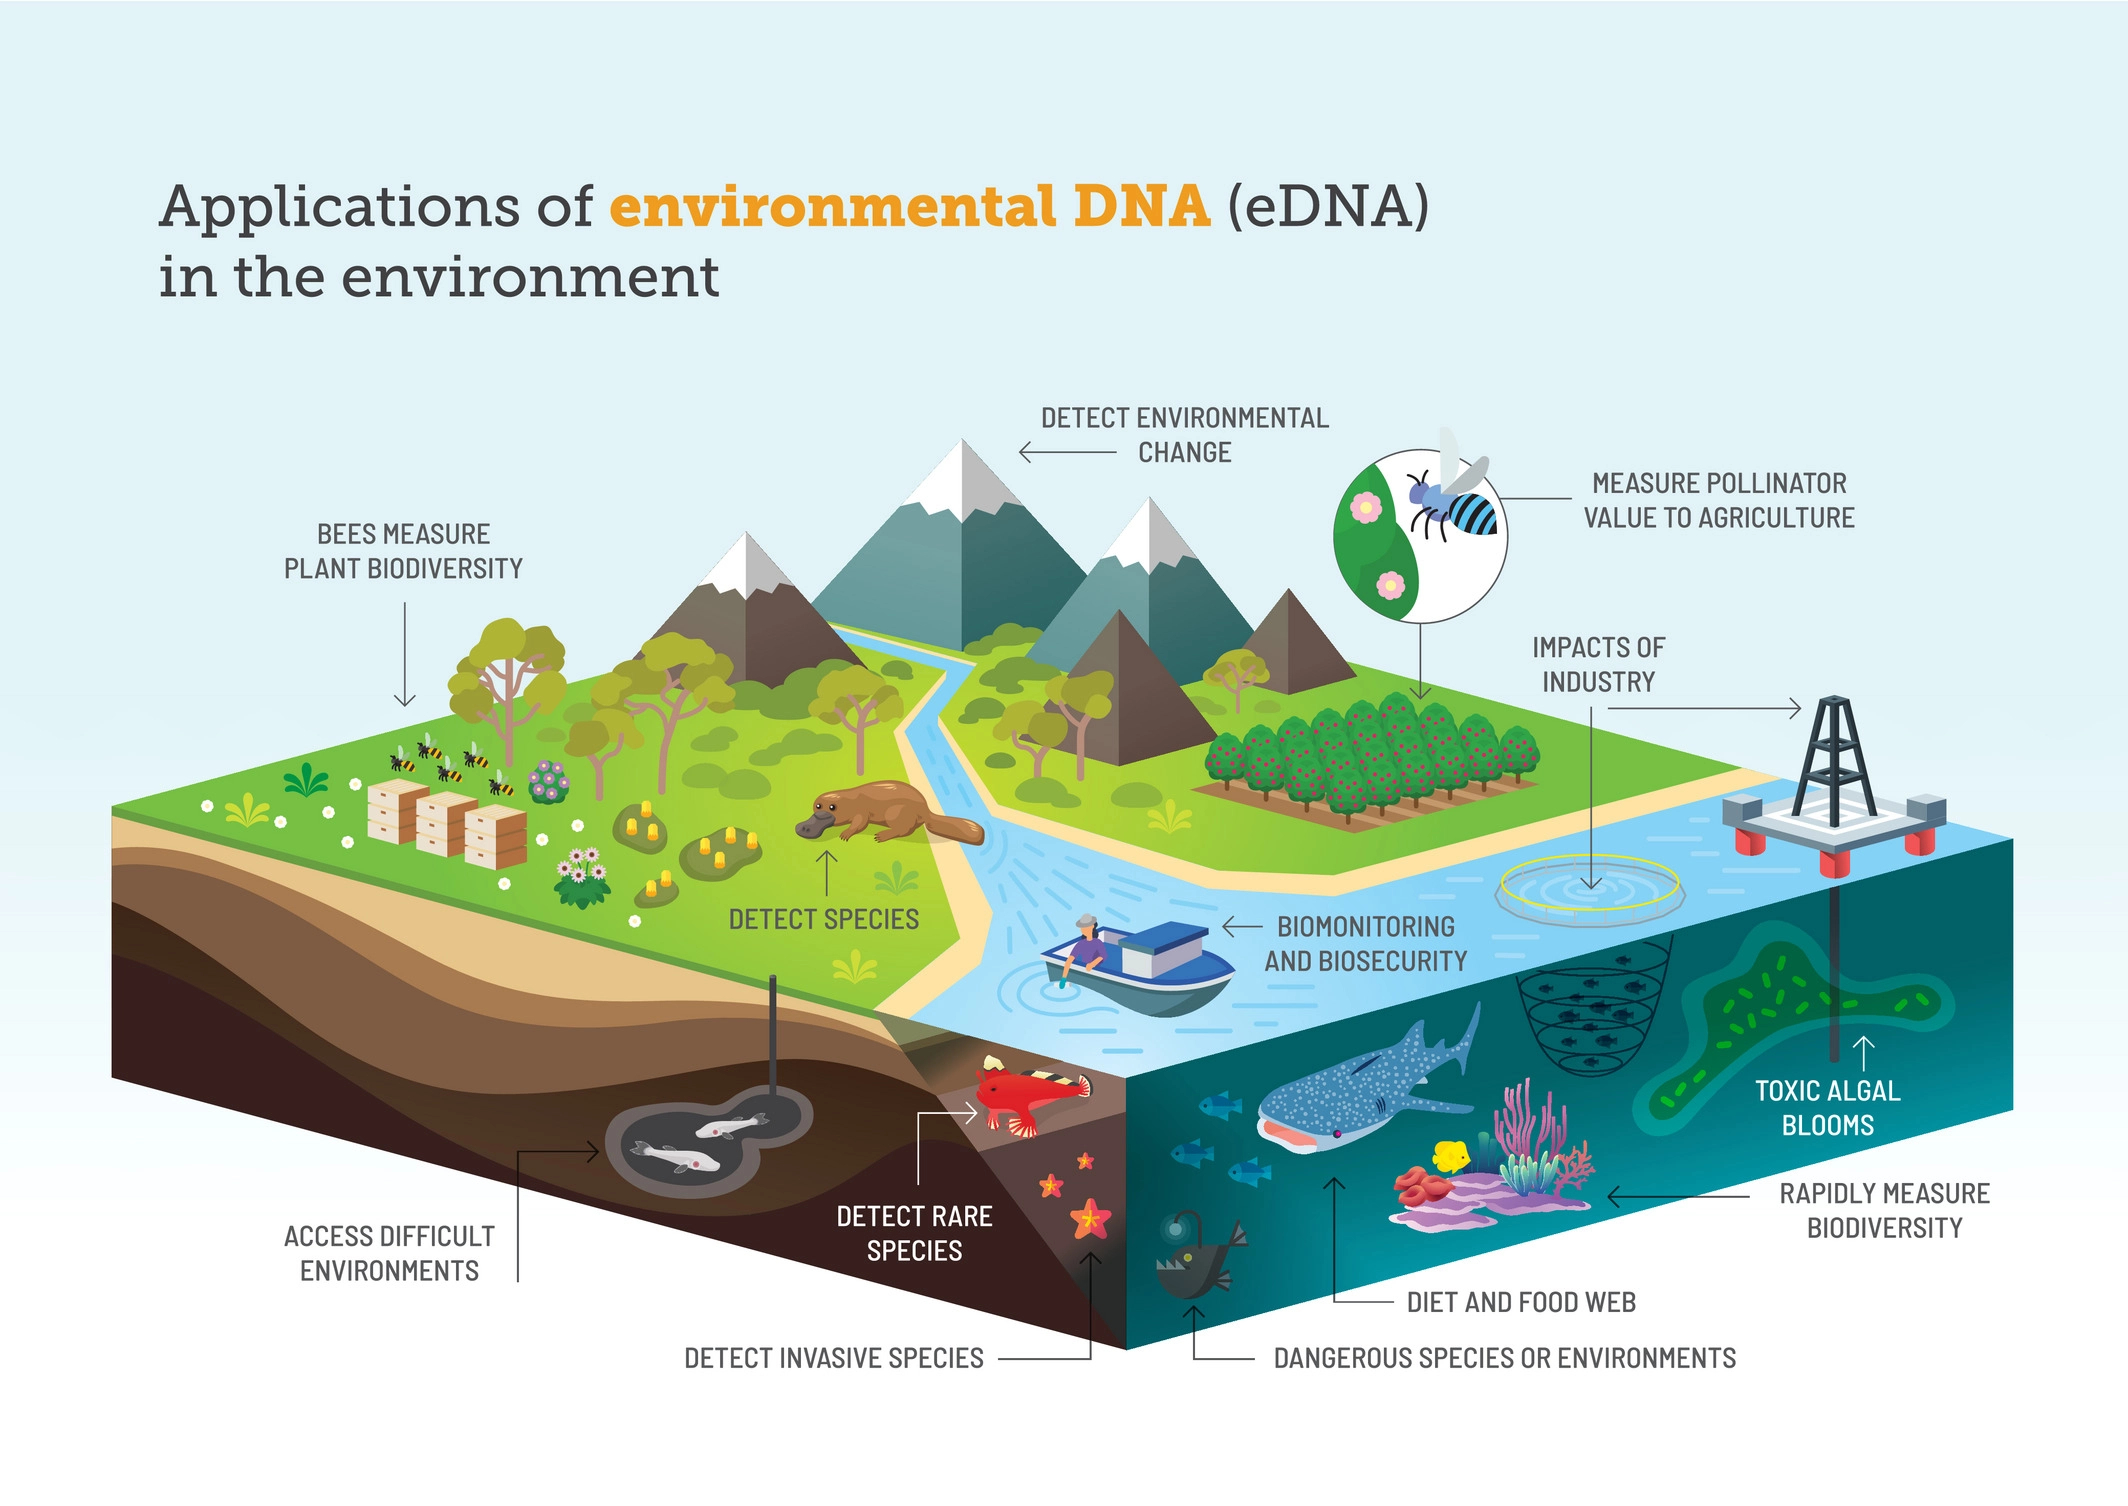 Applications of environmental DNA (eDNA)
in the environment
DETECT ENVIRONMENTAL
CHANGE
MEASURE POLLINATOR
VALUE TO AGRICULTURE
BEES MEASURE
PLANT BIODIVERSITY
IMPACTS OF
INDUSTRY
DETECT SPECIES
BIOMONITORING
AND BIOSECURITY
TOXIC ALGAL
BLOOMS
RAPIDLY MEASURE
BIODIVERSITY
DETECT RARE
SPECIES
ACCESS DIFFICULT
ENVIRONMENTS
DIET AND FOOD WEB
DETECT INVASIVE SPECIES
DANGEROUS SPECIES OR ENVIRONMENTS